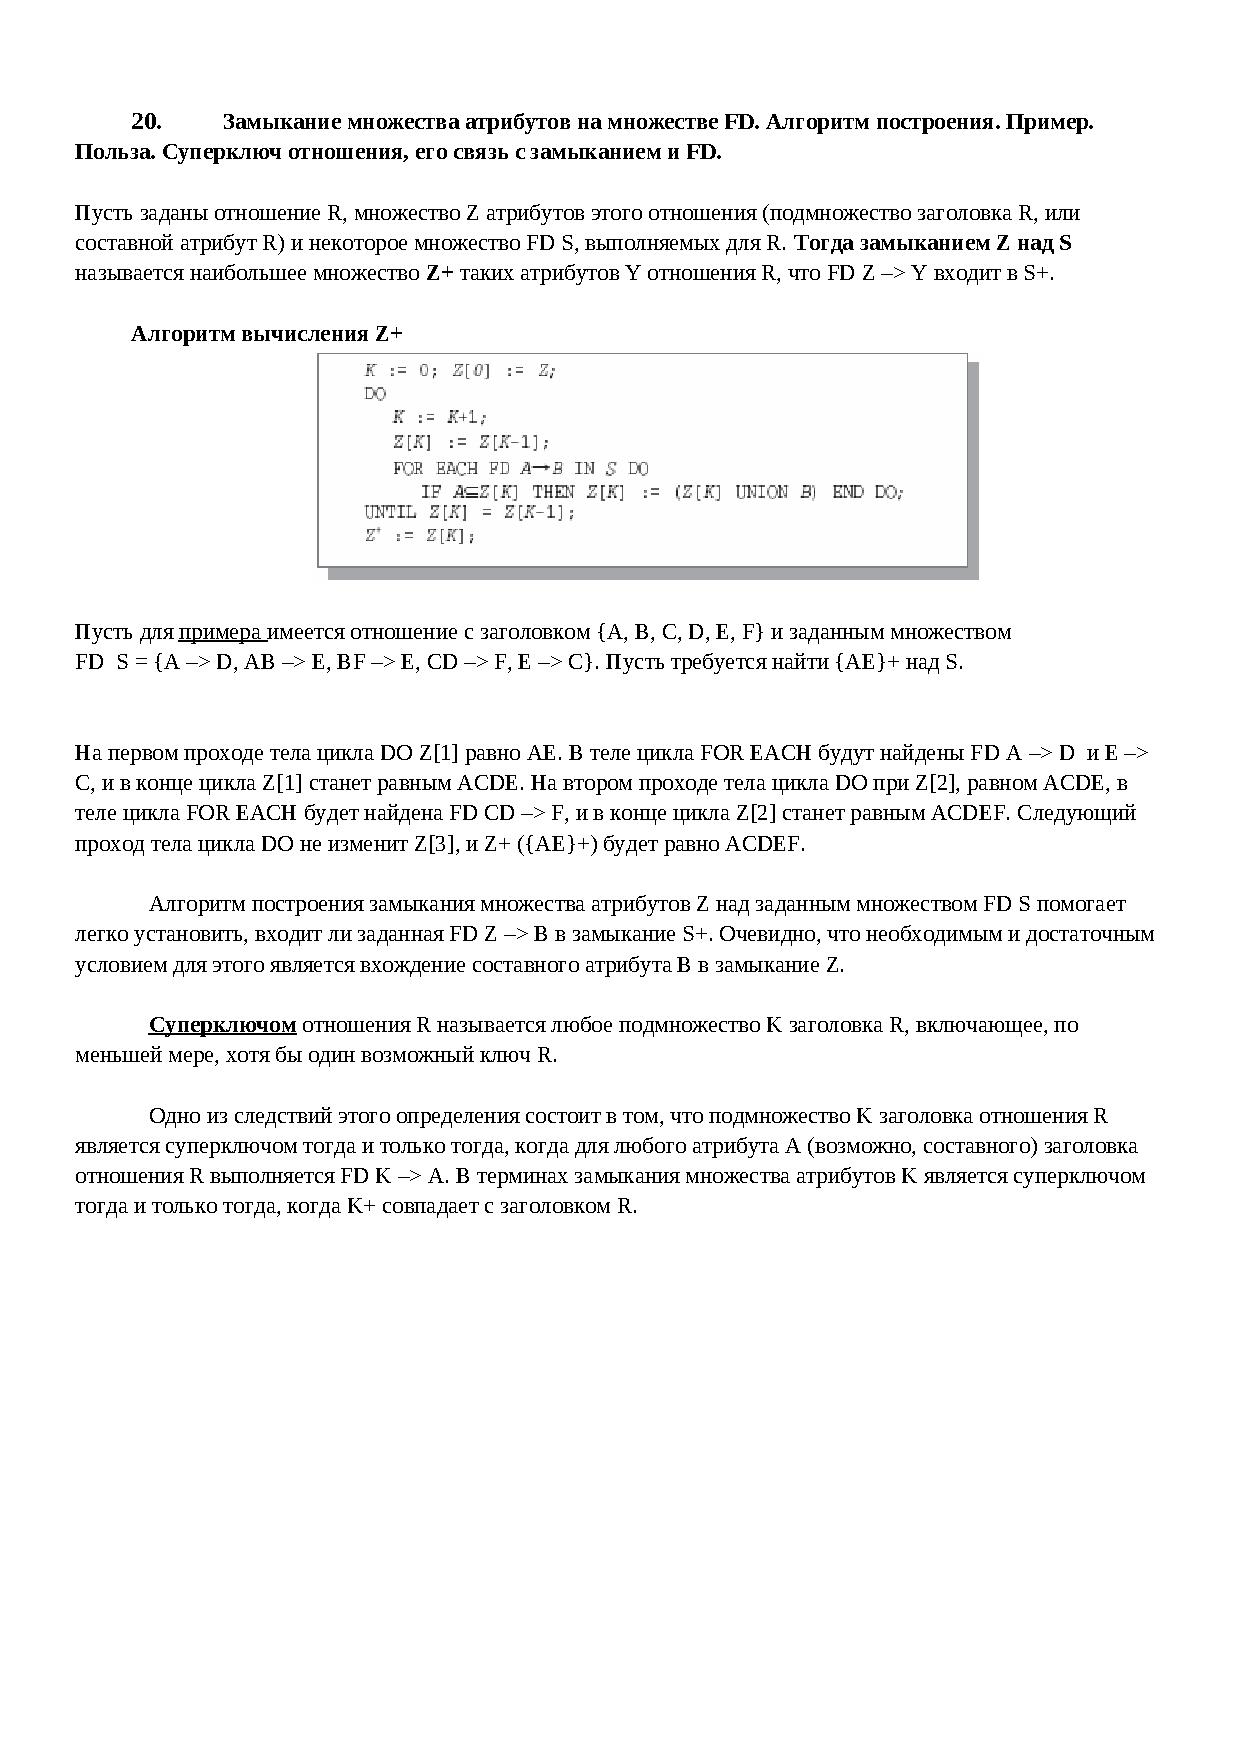 20. Замыкание множества атрибутов на множестве FD. Алгоритм построения. Пример.
Польза. Суперключ отношения, его связь с замыканием и FD.
Пусть заданы отношение R, множество Z атрибутов этого отношения (подмножество заголовка R, или
составной атрибут R) и некоторое множество FD S, выполняемых для R. Тогда замыканием Z над S
называется наибольшее множество Z+ таких атрибутов Y отношения R, что FD Z –> Y входит в S+.
Алгоритм вычисления Z+
K := 0; Z[0] := Z;
DO
K := K+1;
Z[K] := Z[K-1];
FOR EACH FD A→B IN S DO
IF A⊆Z[K] THEN Z[K] := (Z[K] UNION B) END DO;
UNTIL Z[K] = Z[K-1];
Z⁺ := Z[K];
Пусть для примера имеется отношение с заголовком {A, B, C, D, E, F} и заданным множеством
FD S = {A –> D, AB –> E, BF –> E, CD –> F, E –> C}. Пусть требуется найти {AE}+ над S.
На первом проходе тела цикла DO Z[1] равно AE. В теле цикла FOR EACH будут найдены FD A –> D и E –>
C, и в конце цикла Z[1] станет равным ACDE. На втором проходе тела цикла DO при Z[2], равном ACDE, в
теле цикла FOR EACH будет найдена FD CD –> F, и в конце цикла Z[2] станет равным ACDEF. Следующий
проход тела цикла DO не изменит Z[3], и Z+ ({AE}+) будет равно ACDEF.
Алгоритм построения замыкания множества атрибутов Z над заданным множеством FD S помогает
легко установить, входит ли заданная FD Z –> B в замыкание S+. Очевидно, что необходимым и достаточным
условием для этого является вхождение составного атрибута B в замыкание Z.
Суперключом отношения R называется любое подмножество K заголовка R, включающее, по
меньшей мере, хотя бы один возможный ключ R.
Одно из следствий этого определения состоит в том, что подмножество K заголовка отношения R
является суперключом тогда и только тогда, когда для любого атрибута A (возможно, составного) заголовка
отношения R выполняется FD K –> A. В терминах замыкания множества атрибутов K является суперключом
тогда и только тогда, когда K+ совпадает с заголовком R.